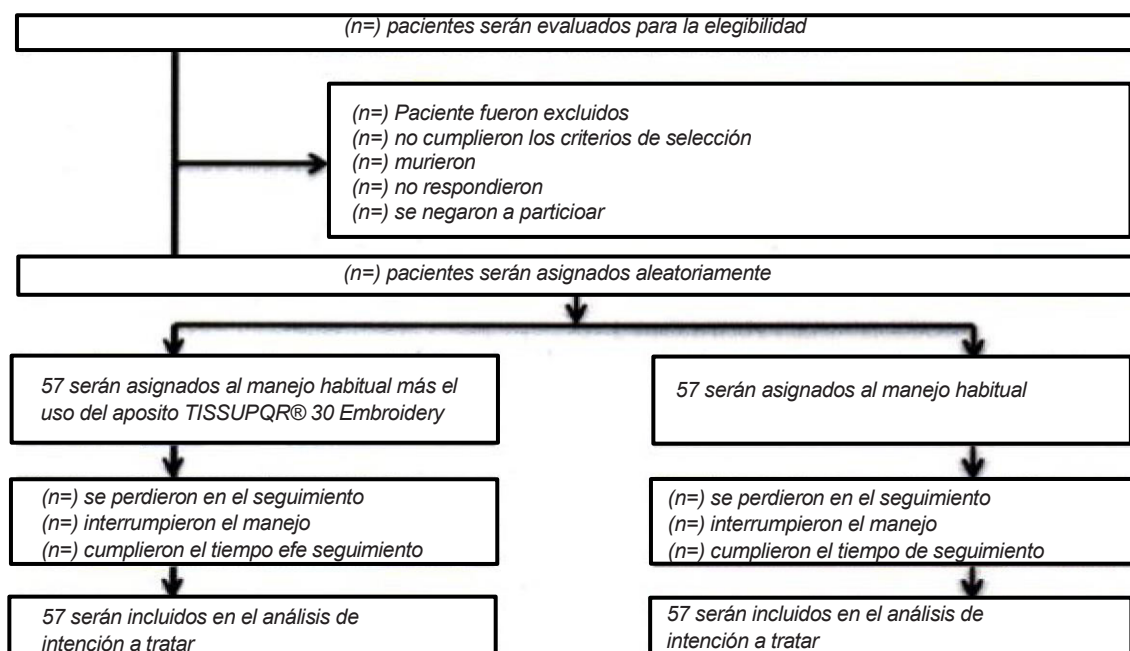 (n=) pacientes serán evaluados para la elegibilidad
(n=) Paciente fueron excluidos
(n=) no cumplieron los criterios de selección
(n=) murieron
(n=) no respondieron
(n=) se negaron a particioar
(n=) pacientes serán asignados aleatoriamente
57 serán asignados al manejo habitual más el
uso del aposito TISSUPQR® 30 Embroidery
57 serán asignados al manejo habitual
(n=) se perdieron en el seguimiento
(n=) interrumpieron el manejo
(n=) cumplieron el tiempo efe seguimiento
(n=) se perdieron en el seguimiento
(n=) interrumpieron el manejo
(n=) cumplieron el tiempo de seguimiento
57 serán incluidos en el análisis de
intención a tratar
57 serán incluidos en el análisis de
intención a tratar